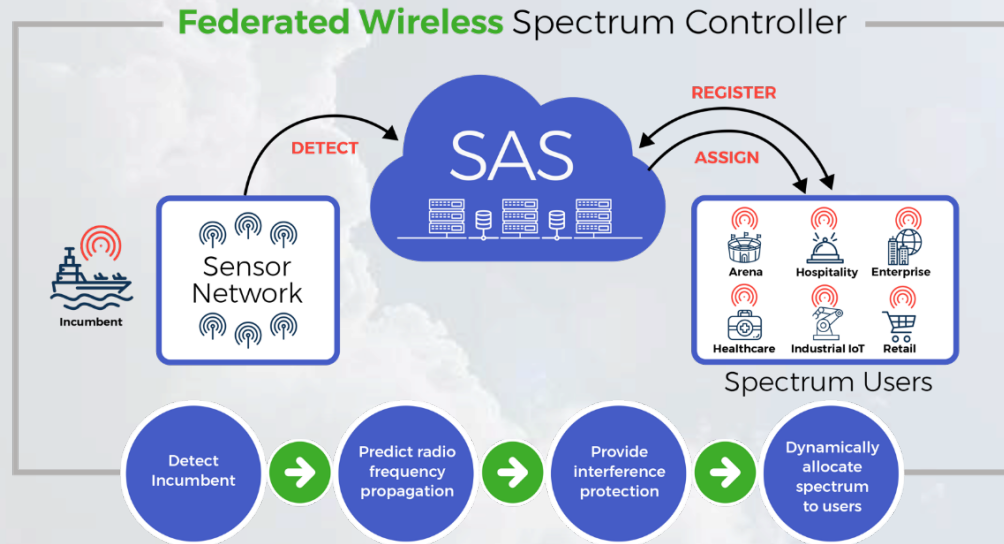 Federated Wireless Spectrum Controller
REGISTER
DETECT
SAS
ASSIGN
Sensor
Network
Incumbent
Arena
Hospitality
Enterprise
Healthcare
Industrial IoT
Retail
Spectrum Users
Detect
Incumbent
Predict radio
frequency
propagation
Provide
interference
protection
Dynamically
allocate
spectrum
to users